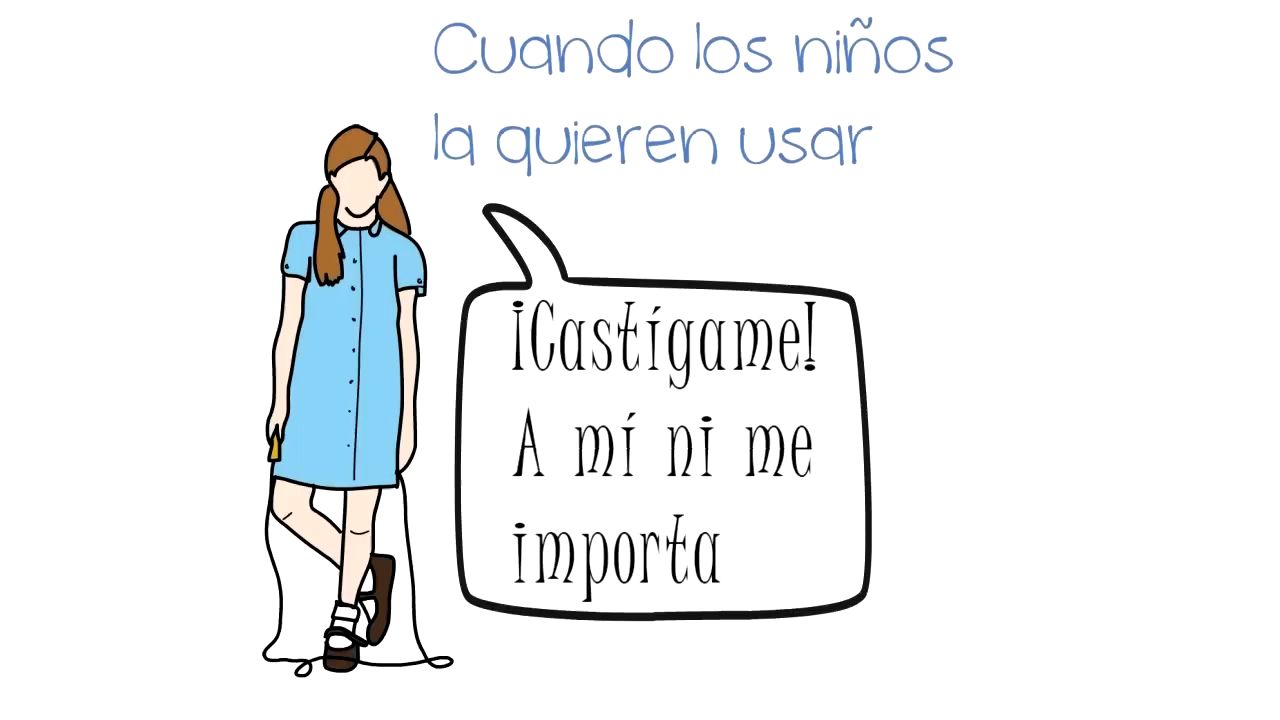 Cuando los niños
la quieren usar
¡Castígame!
A mí ni me
importa